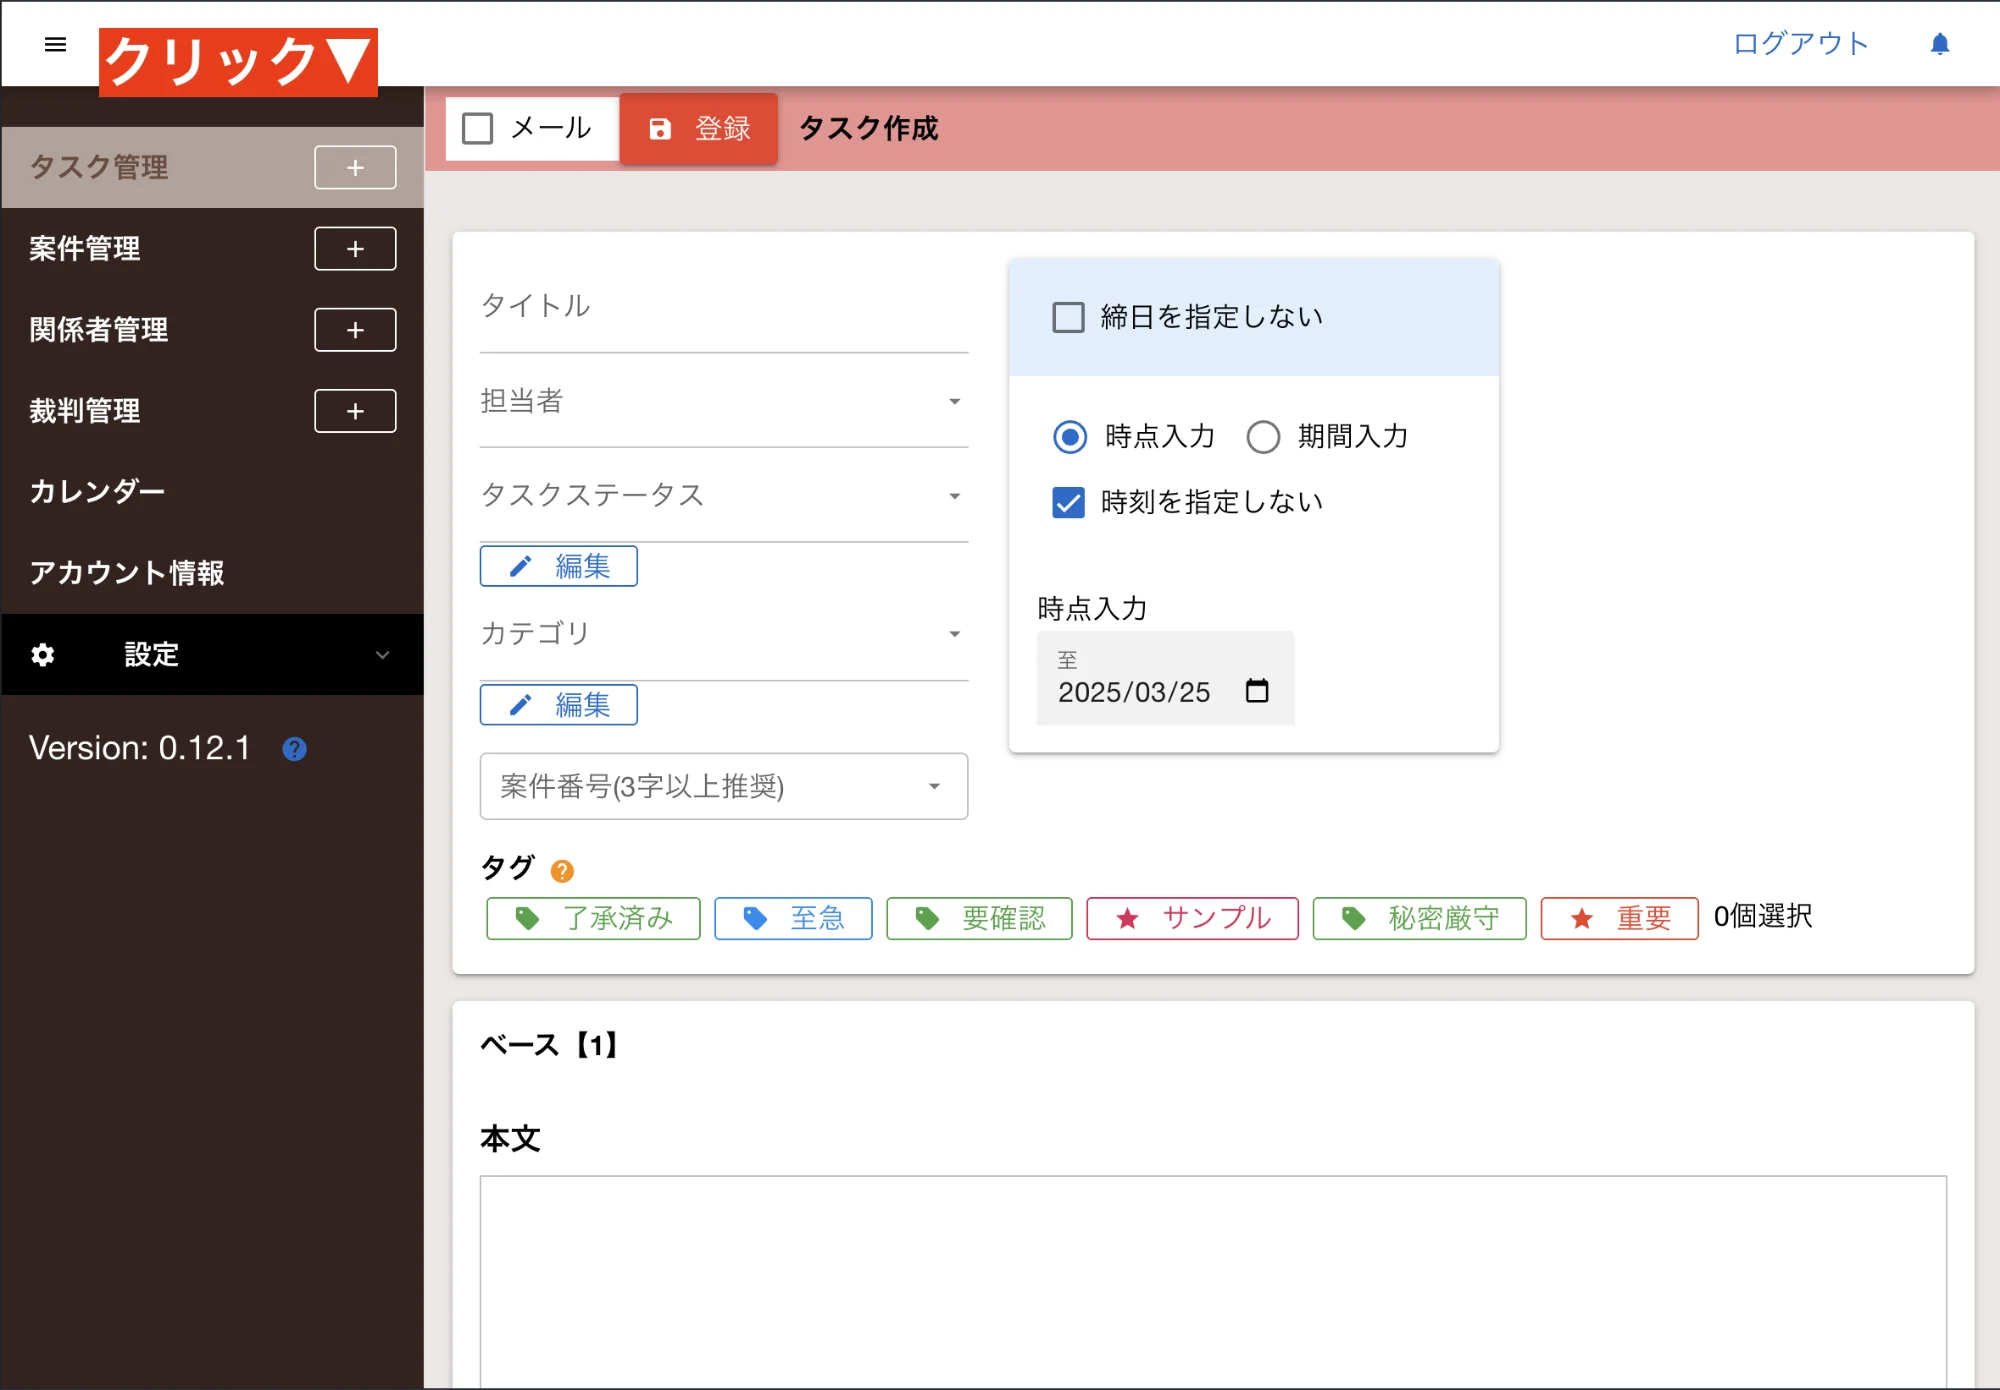 クリック▼
ログアウト
タスク管理 +
案件管理 +
関係者管理 +
裁判管理 +
カレンダー
アカウント情報
設定
Version: 0.12.1 ?
メール 登録 タスク作成
タイトル
担当者
タスクステータス
編集
カテゴリ
編集
案件番号(3字以上推奨)
締日を指定しない
時点入力 期間入力
時刻を指定しない
時点入力
至
2025/03/25
タグ ?
了承済み 至急 要確認 サンプル 秘密厳守 重要 0個選択
ベース【1】
本文